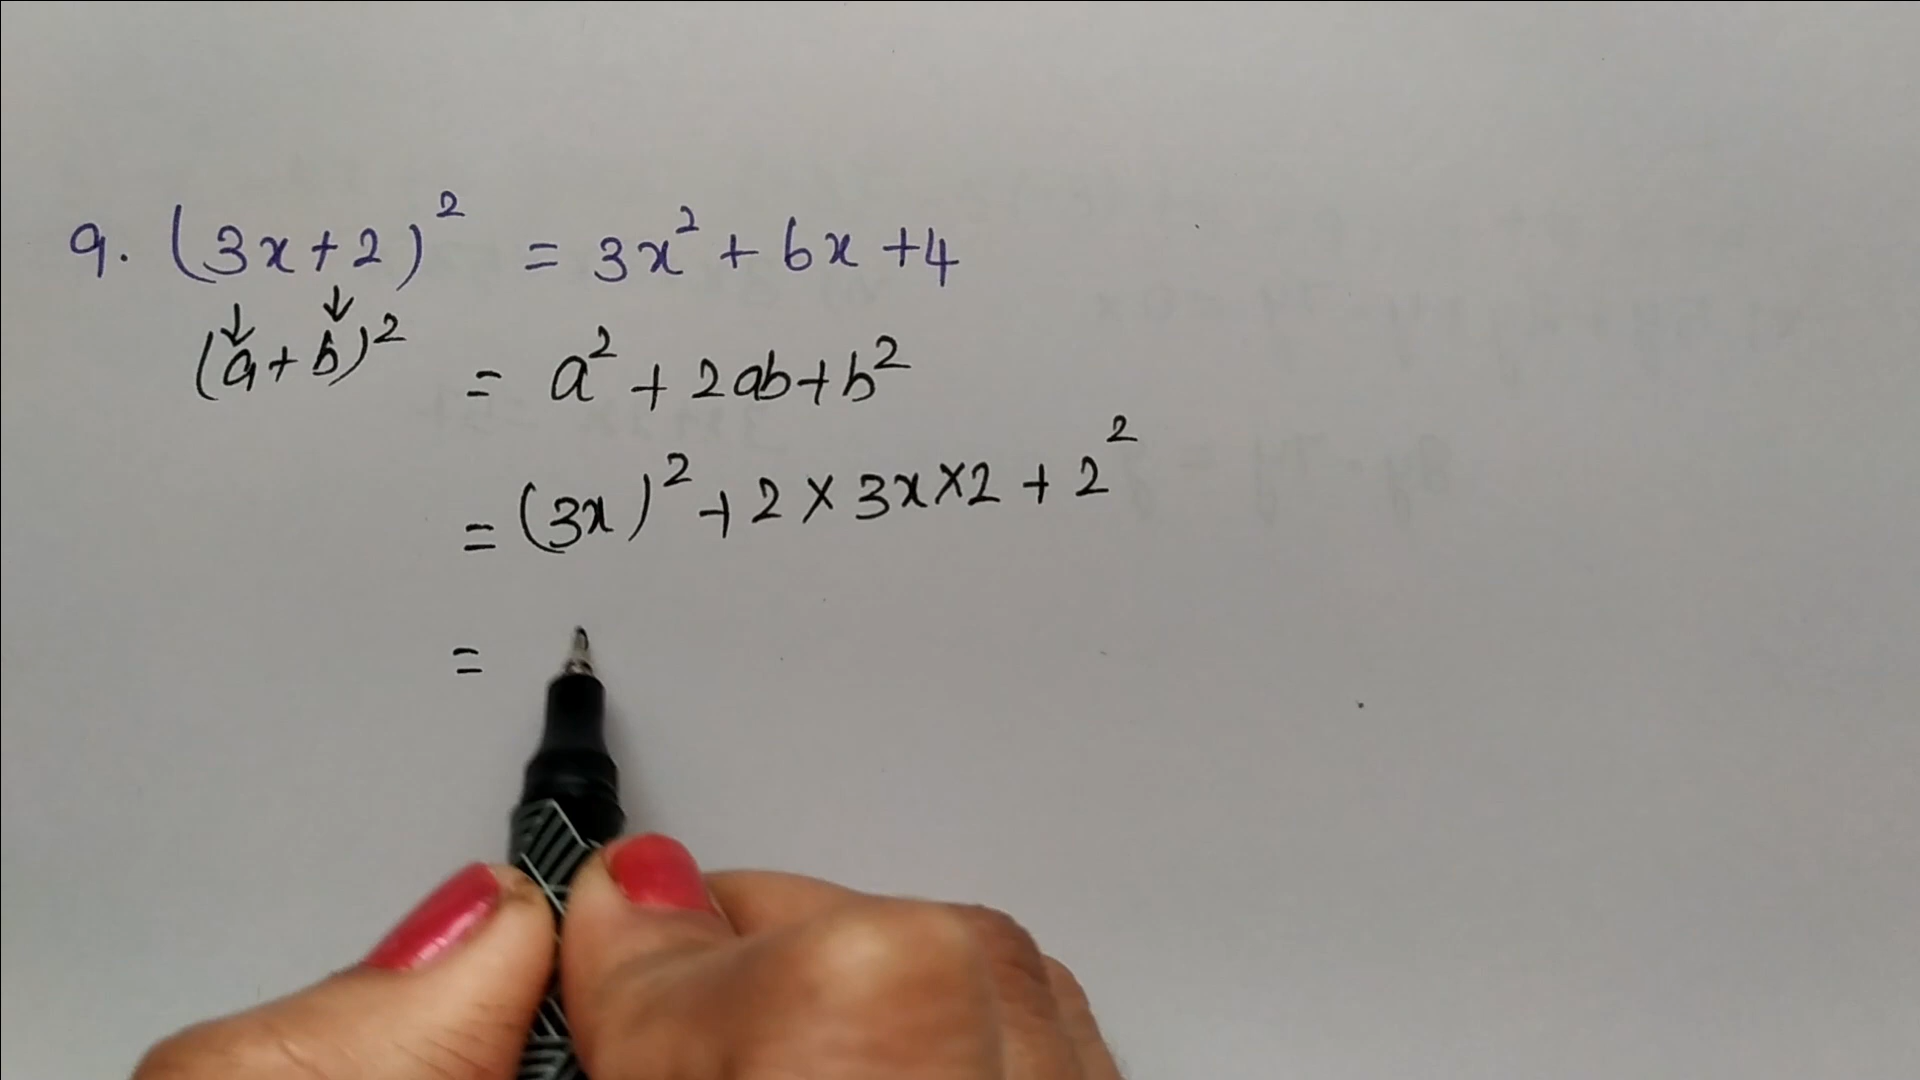 9. (3x+2)² = 3x² + 6x +4
(a+b)² = a² + 2ab+b²
= (3x)² + 2 × 3x×2 + 2²
=